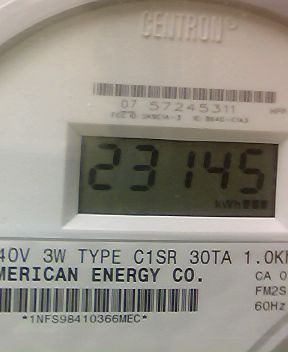 CENTRON®
07 57245311
23145
kWh
40V 3W TYPE C1SR 30TA 1.0Kh
MERICAN ENERGY CO.
CA 0
FM2S
60Hz
*1NFS98410366MEC*